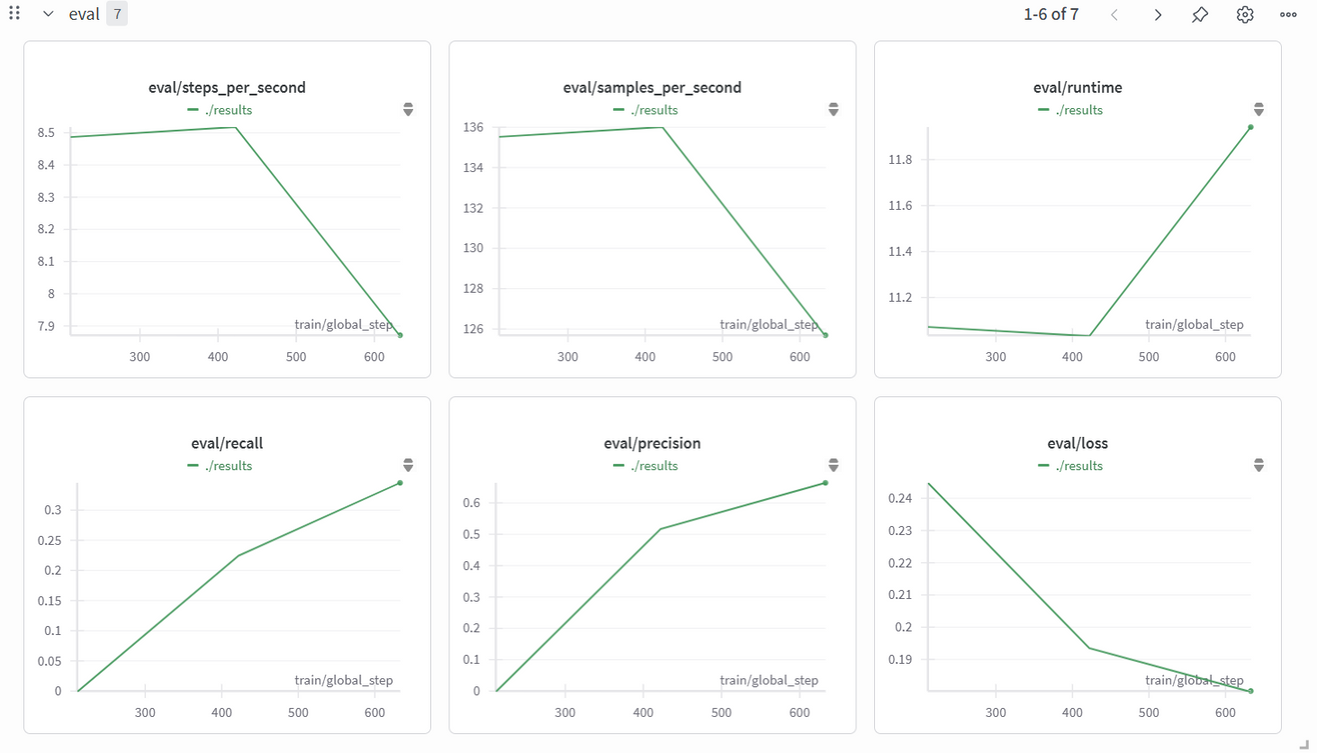 eval 7
1-6 of 7
eval/steps_per_second
./results
8.5
8.4
8.3
8.2
8.1
8
7.9
train/global_step
300 400 500 600
eval/samples_per_second
./results
136
134
132
130
128
126
train/global_step
300 400 500 600
eval/runtime
./results
11.8
11.6
11.4
11.2
train/global_step
300 400 500 600
eval/recall
./results
0.3
0.25
0.2
0.15
0.1
0.05
0
train/global_step
300 400 500 600
eval/precision
./results
0.6
0.5
0.4
0.3
0.2
0.1
0
train/global_step
300 400 500 600
eval/loss
./results
0.24
0.23
0.22
0.21
0.2
0.19
train/global_step
300 400 500 600